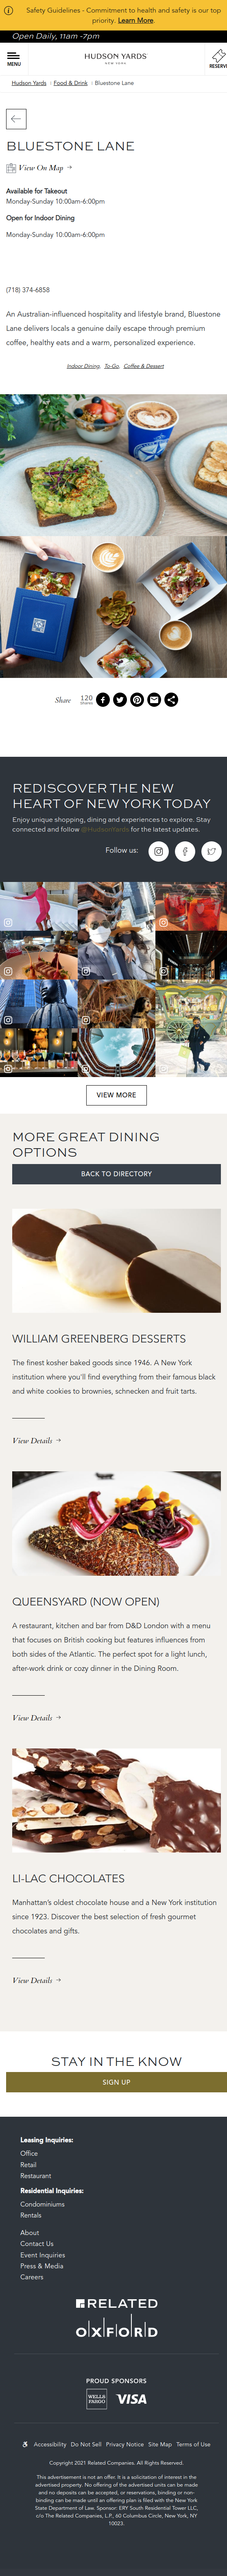 Safety Guidelines - Commitment to health and safety is our top
priority. Learn More.
Open Daily, 11am -7pm
MENU
HUDSON YARDS
NEW YORK
RESERVE
Hudson Yards
Food & Drink
Bluestone Lane
BLUESTONE LANE
View On Map →
Available for Takeout
Monday-Sunday 10:00am-6:00pm
Open for Indoor Dining
Monday-Sunday 10:00am-6:00pm
(718) 374-6858
An Australian-influenced hospitality and lifestyle brand, Bluestone
Lane delivers locals a genuine daily escape through premium
coffee, healthy eats and a warm, personalized experience.
Indoor Dining, To-Go, Coffee & Dessert
Share
120
Shares
REDISCOVER THE NEW
HEART OF NEW YORK TODAY
Enjoy unique shopping, dining and experiences to explore. Stay
connected and follow @HudsonYards for the latest updates.
Follow us:
VIEW MORE
MORE GREAT DINING
OPTIONS
BACK TO DIRECTORY
WILLIAM GREENBERG DESSERTS
The finest kosher baked goods since 1946. A New York
institution where you'll find everything from their famous black
and white cookies to brownies, schnecken and fruit tarts.
View Details →
QUEENSYARD (NOW OPEN)
A restaurant, kitchen and bar from D&D London with a menu
that focuses on British cooking but features influences from
both sides of the Atlantic. The perfect spot for a light lunch,
after-work drink or cozy dinner in the Dining Room.
View Details →
LI-LAC CHOCOLATES
Manhattan's oldest chocolate house and a New York institution
since 1923. Discover the best selection of fresh gourmet
chocolates and gifts.
View Details →
STAY IN THE KNOW
SIGN UP
Leasing Inquiries:
Office
Retail
Restaurant
Residential Inquiries:
Condominiums
Rentals
About
Contact Us
Event Inquiries
Press & Media
Careers
RELATED
OXFORD
PROUD SPONSORS
WELLS
FARGO
VISA
Accessibility Do Not Sell Privacy Notice Site Map Terms of Use
Copyright 2021 Related Companies, All Rights Reserved.
This advertisement is not an offer. It is a solicitation of interest in the
advertised property. No offering of the advertised units can be made
and no deposits can be accepted, or reservations, binding or non-
binding can be made until an offering plan is filed with the New York
State Department of Law. Sponsor: ERY South Residential Tower LLC,
c/o The Related Companies, L.P., 60 Columbus Circle, New York, NY
10023.